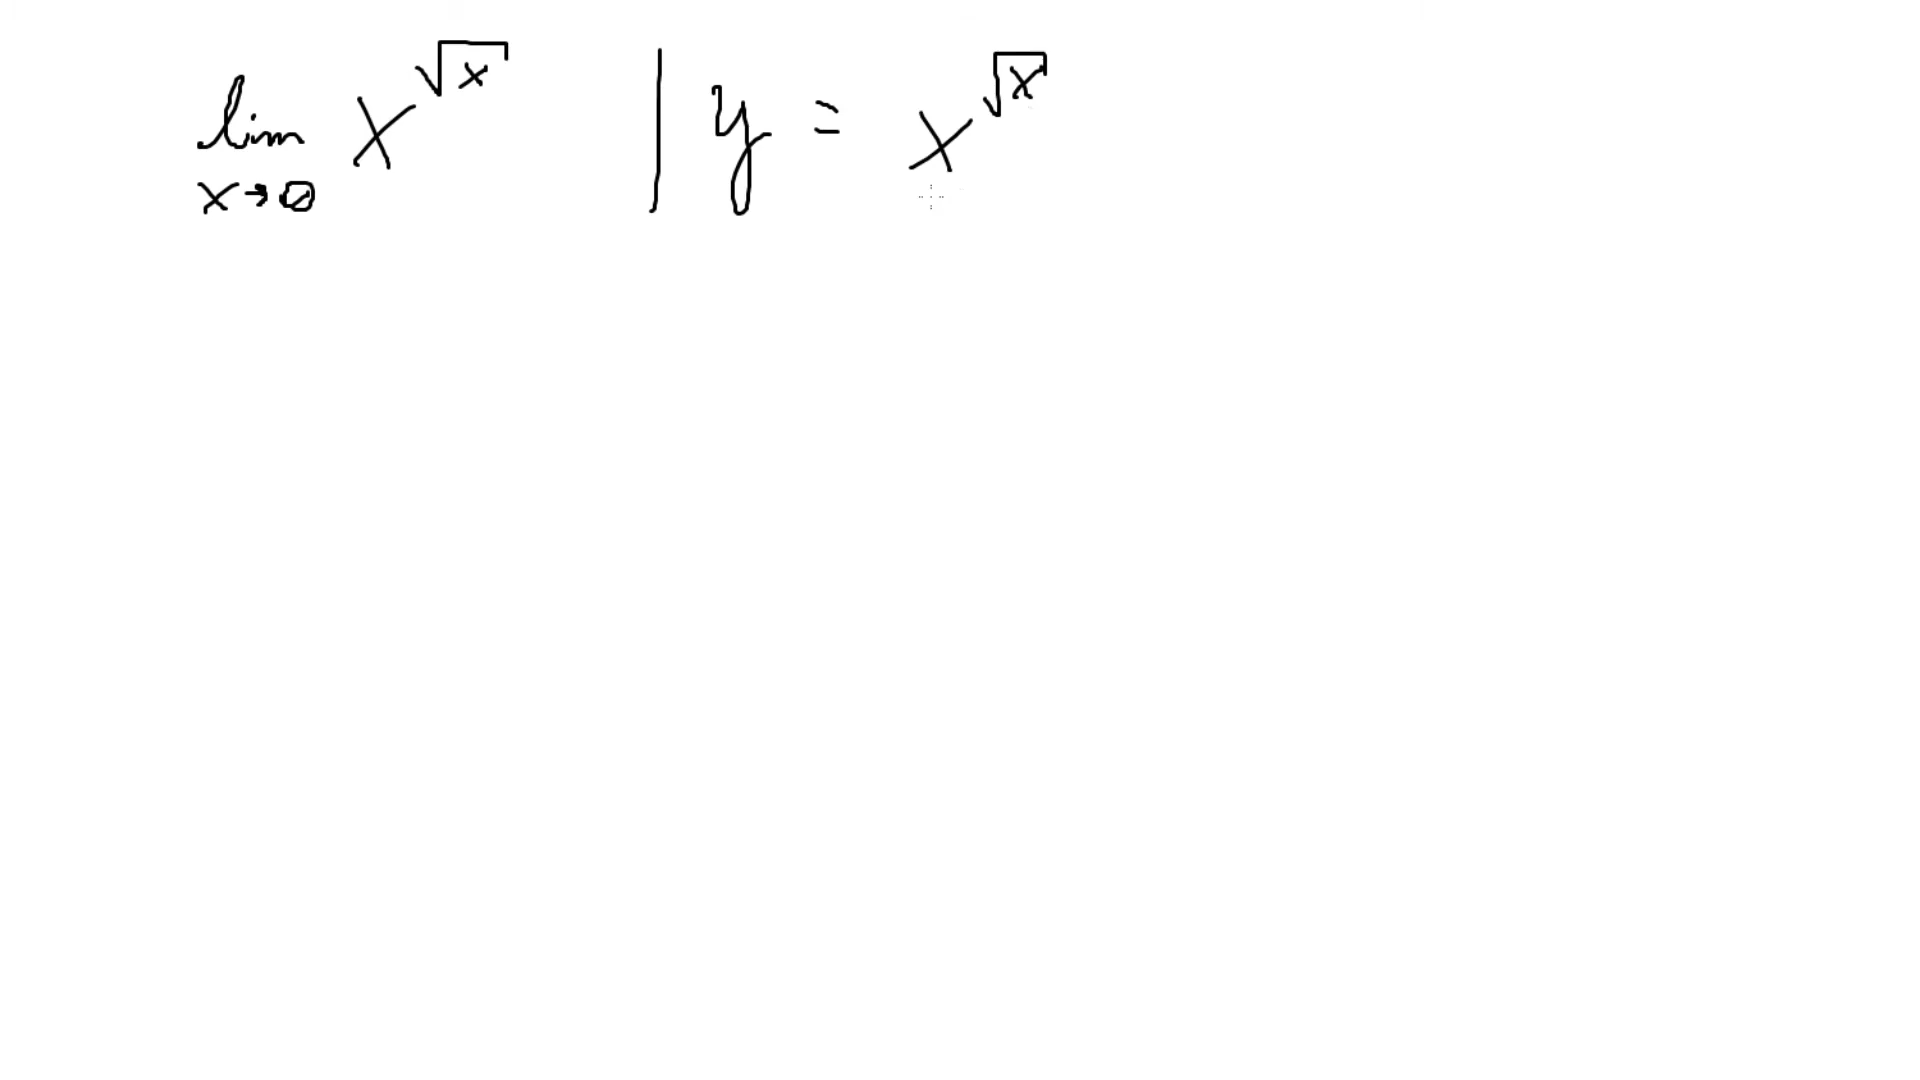 lim x^√x | y = x^√x
x→0